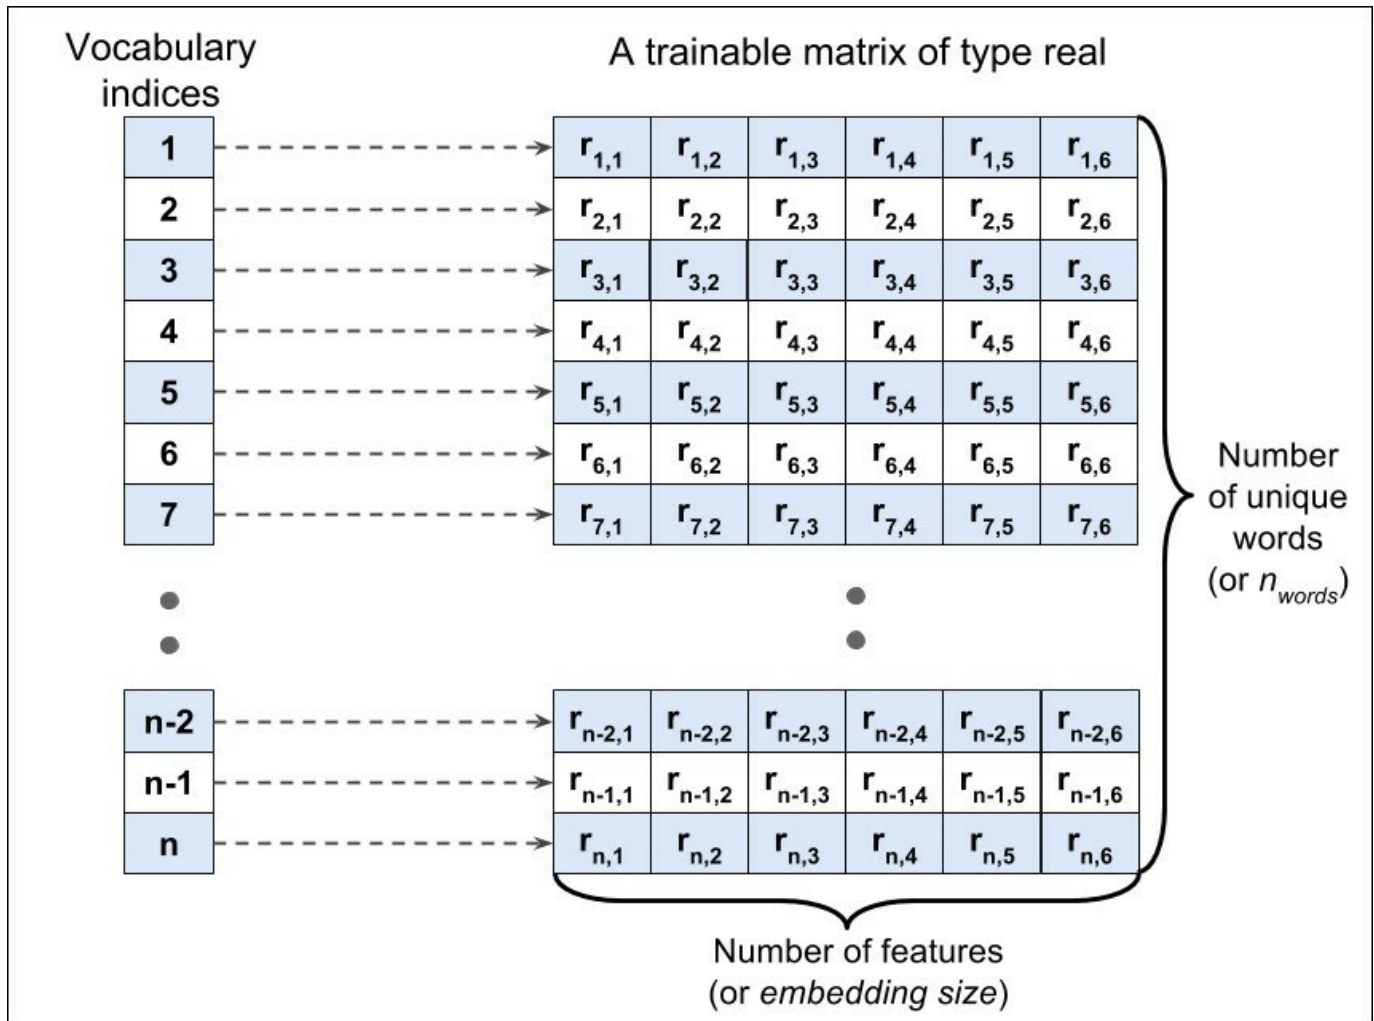 Vocabulary
indices
A trainable matrix of type real
1 r1,1 r1,2 r1,3 r1,4 r1,5 r1,6
2 r2,1 r2,2 r2,3 r2,4 r2,5 r2,6
3 r3,1 r3,2 r3,3 r3,4 r3,5 r3,6
4 r4,1 r4,2 r4,3 r4,4 r4,5 r4,6
5 r5,1 r5,2 r5,3 r5,4 r5,5 r5,6
6 r6,1 r6,2 r6,3 r6,4 r6,5 r6,6
7 r7,1 r7,2 r7,3 r7,4 r7,5 r7,6
n-2 rn-2,1 rn-2,2 rn-2,3 rn-2,4 rn-2,5 rn-2,6
n-1 rn-1,1 rn-1,2 rn-1,3 rn-1,4 rn-1,5 rn-1,6
n rn,1 rn,2 rn,3 rn,4 rn,5 rn,6
Number
of unique
words
(or nwords)
Number of features
(or embedding size)